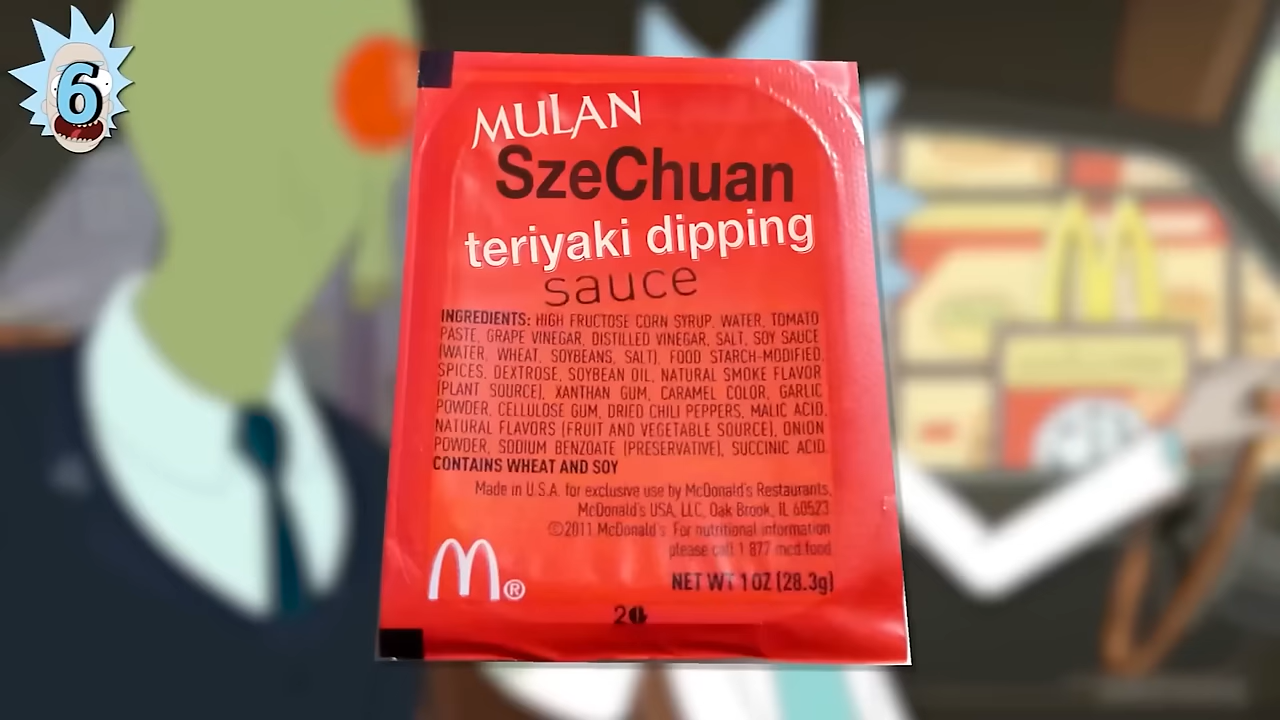 6
MULAN
SzeChuan
teriyaki dipping
sauce
INGREDIENTS: HIGH FRUCTOSE CORN SYRUP, WATER, TOMATO
PASTE, GRAPE VINEGAR, DISTILLED VINEGAR, SALT, SOY SAUCE
(WATER, WHEAT, SOYBEANS, SALT), FOOD STARCH-MODIFIED,
SPICES, DEXTROSE, SOYBEAN OIL, NATURAL SMOKE FLAVOR
(PLANT SOURCE), XANTHAN GUM, CARAMEL COLOR, GARLIC
POWDER, CELLULOSE GUM, DRIED CHILI PEPPERS, MALIC ACID,
NATURAL FLAVORS (FRUIT AND VEGETABLE SOURCE), ONION
POWDER, SODIUM BENZOATE (PRESERVATIVE), SUCCINIC ACID.
CONTAINS WHEAT AND SOY
Made in U.S.A. for exclusive use by McDonald's Restaurants,
McDonald's USA, LLC, Oak Brook, IL 60523
©2011 McDonald's. For nutritional information
please call 1 877 mcd.food
M®
NET WT 1 OZ (28.3g)